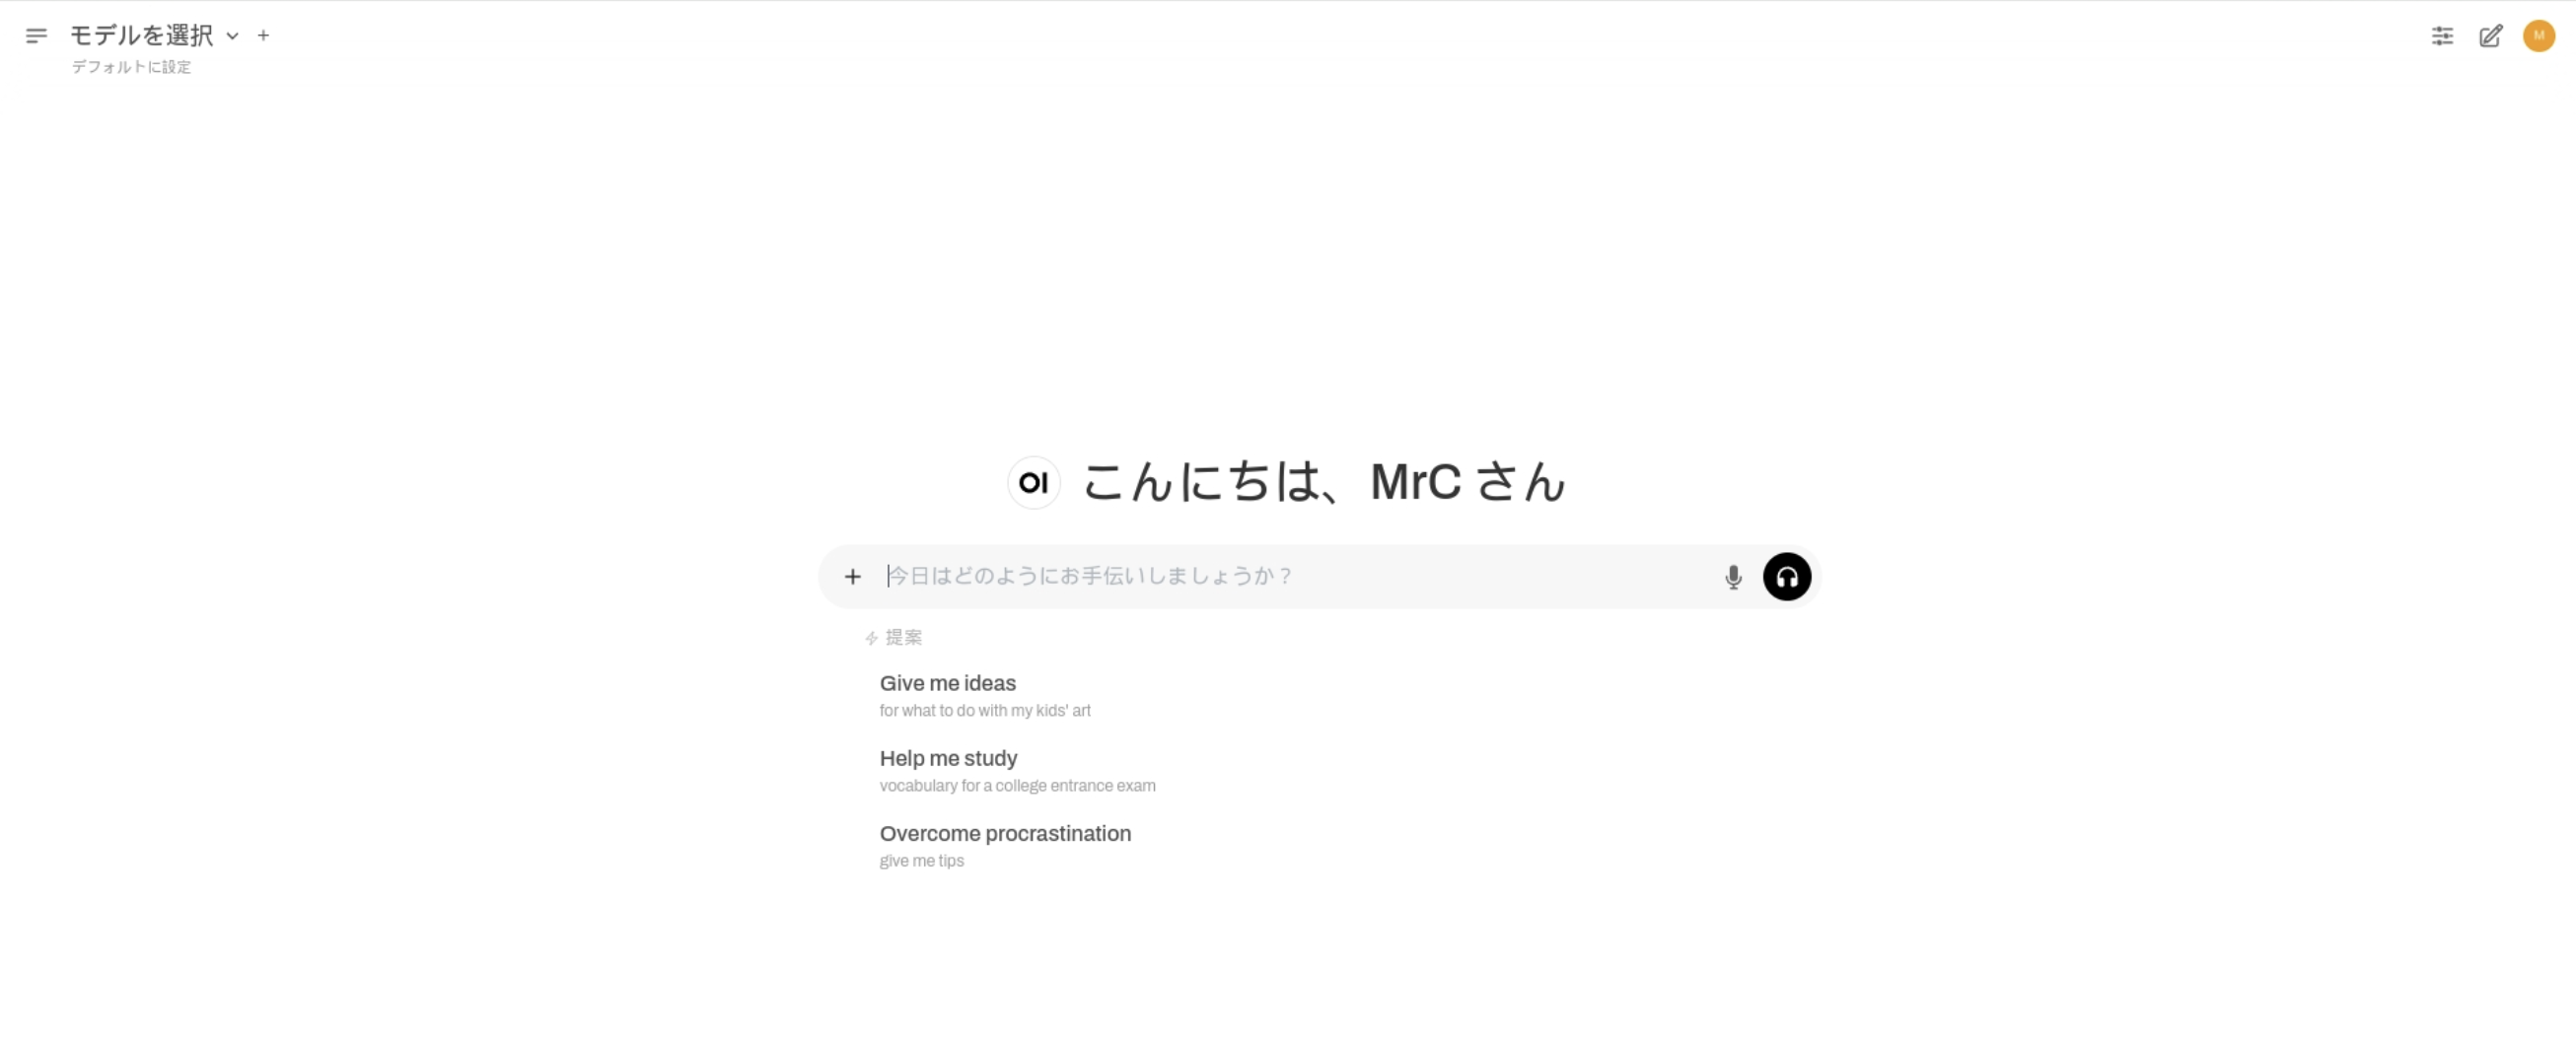 モデルを選択
デフォルトに設定
M
OI こんにちは、MrC さん
今日はどのようにお手伝いしましょうか？
提案
Give me ideas
for what to do with my kids' art
Help me study
vocabulary for a college entrance exam
Overcome procrastination
give me tips